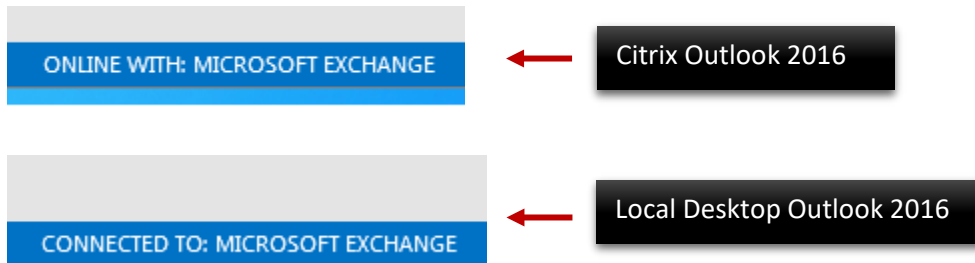 ONLINE WITH: MICROSOFT EXCHANGE
Citrix Outlook 2016
CONNECTED TO: MICROSOFT EXCHANGE
Local Desktop Outlook 2016